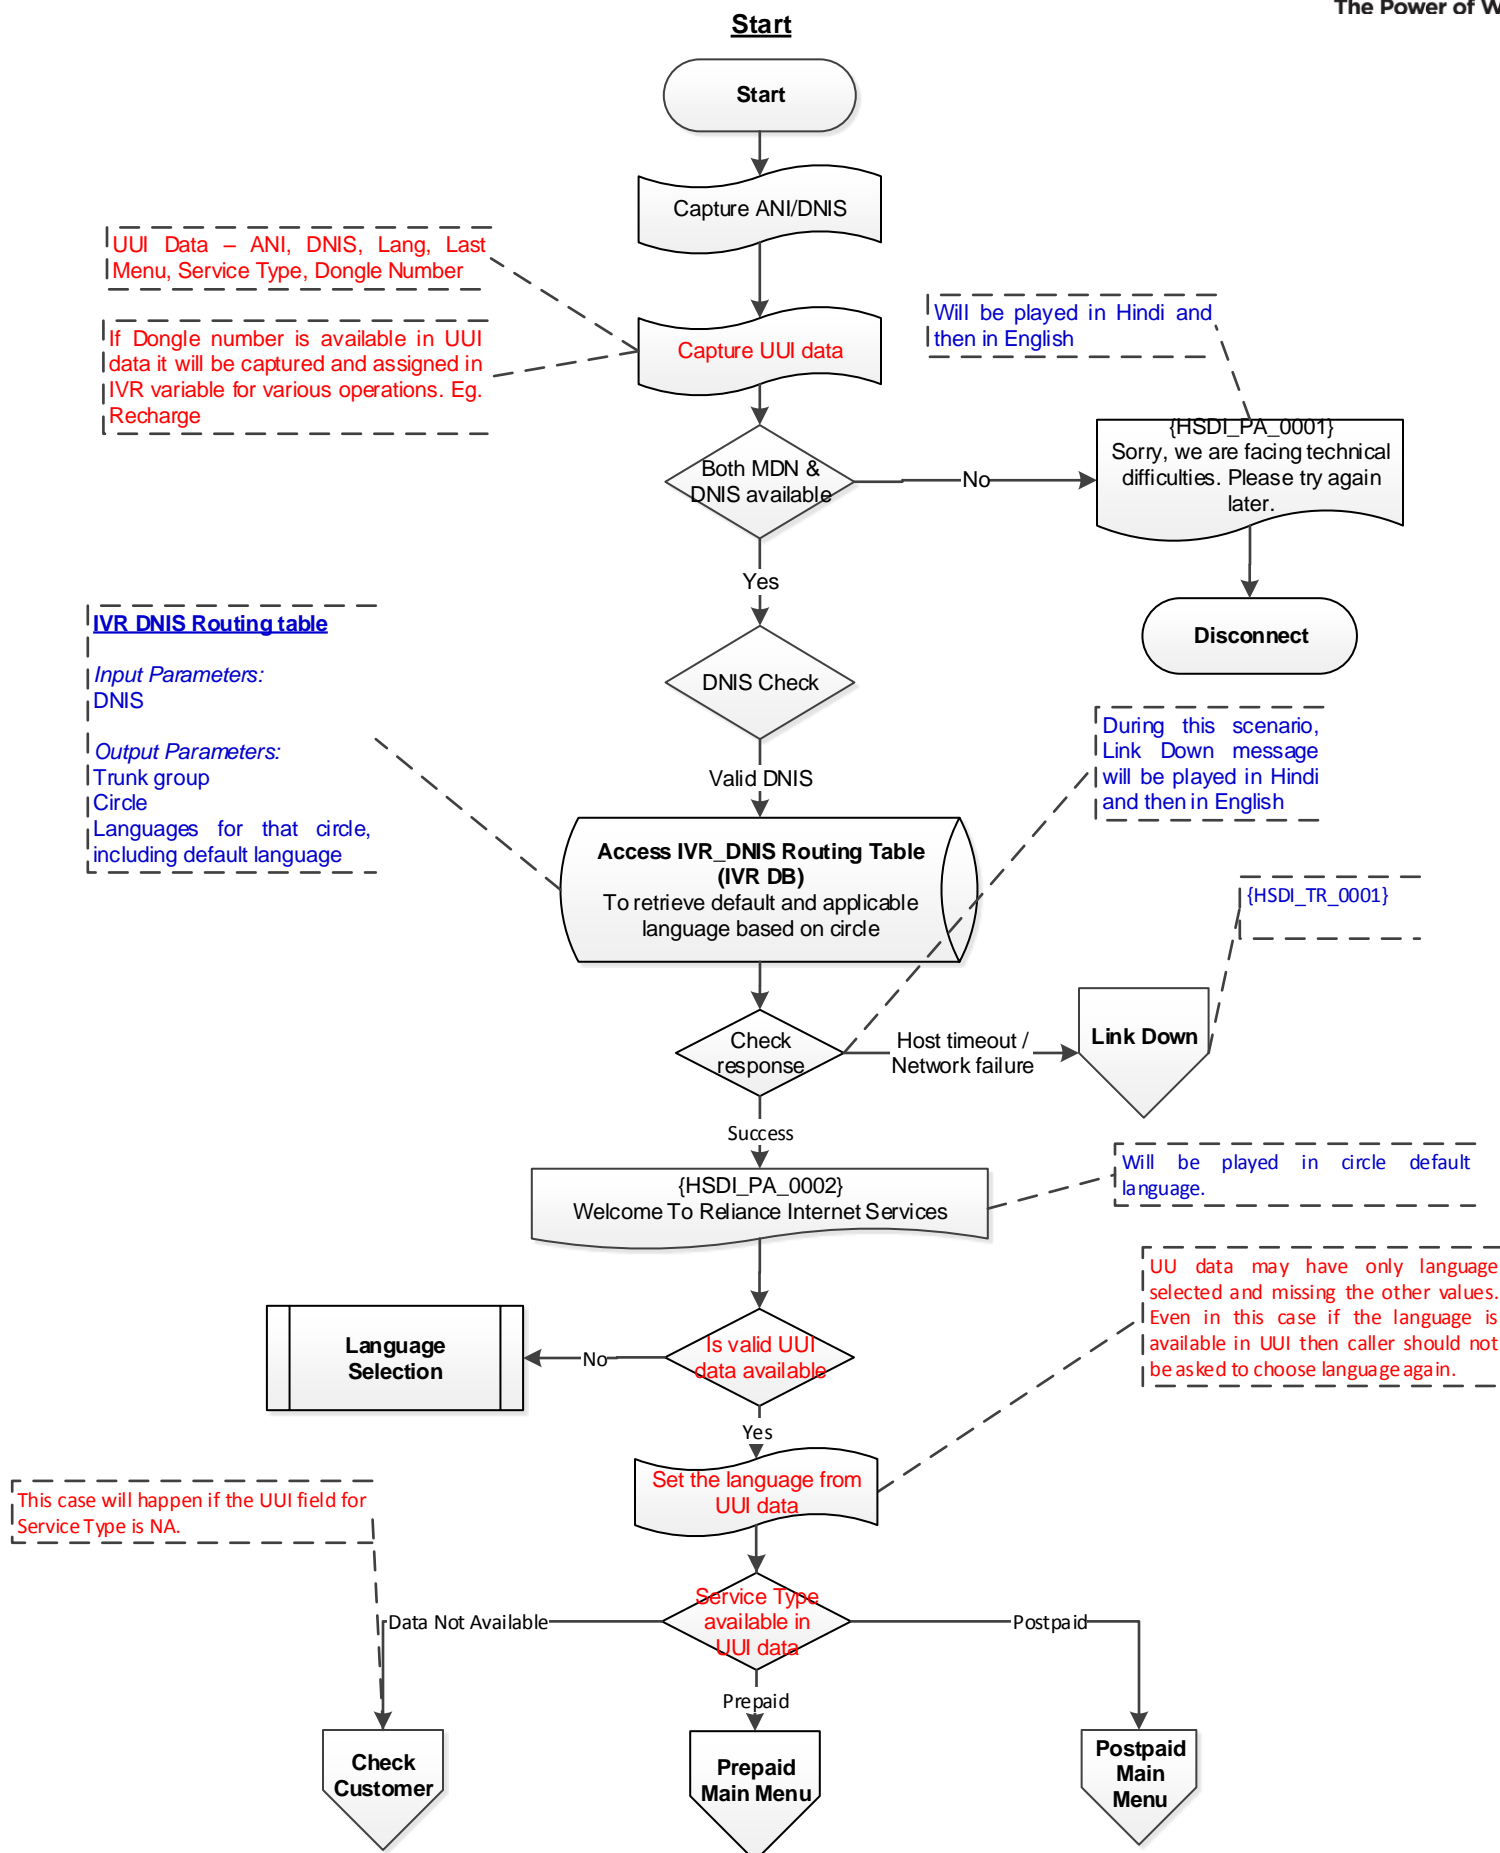 The Power of W
Start
Start
Capture ANI/DNIS
UUI Data – ANI, DNIS, Lang, Last
Menu, Service Type, Dongle Number
If Dongle number is available in UUI
data it will be captured and assigned in
IVR variable for various operations. Eg.
Recharge
Capture UUI data
Will be played in Hindi and
then in English
Both MDN &
DNIS available
No
{HSDI_PA_0001}
Sorry, we are facing technical
difficulties. Please try again
later.
Yes
Disconnect
IVR DNIS Routing table
Input Parameters:
DNIS
Output Parameters:
Trunk group
Circle
Languages for that circle,
including default language
DNIS Check
During this scenario,
Link Down message
will be played in Hindi
and then in English
Valid DNIS
Access IVR_DNIS Routing Table
(IVR DB)
To retrieve default and applicable
language based on circle
{HSDI_TR_0001}
Check
response
Host timeout /
Network failure
Link Down
Success
{HSDI_PA_0002}
Welcome To Reliance Internet Services
Will be played in circle default
language.
UU data may have only language
selected and missing the other values.
Even in this case if the language is
available in UUI then caller should not
be asked to choose language again.
Language
Selection
No
Is valid UUI
data available
Yes
Set the language from
UUI data
This case will happen if the UUI field for
Service Type is NA.
Service Type
available in
UUI data
Data Not Available
Postpaid
Prepaid
Check
Customer
Prepaid
Main Menu
Postpaid
Main
Menu